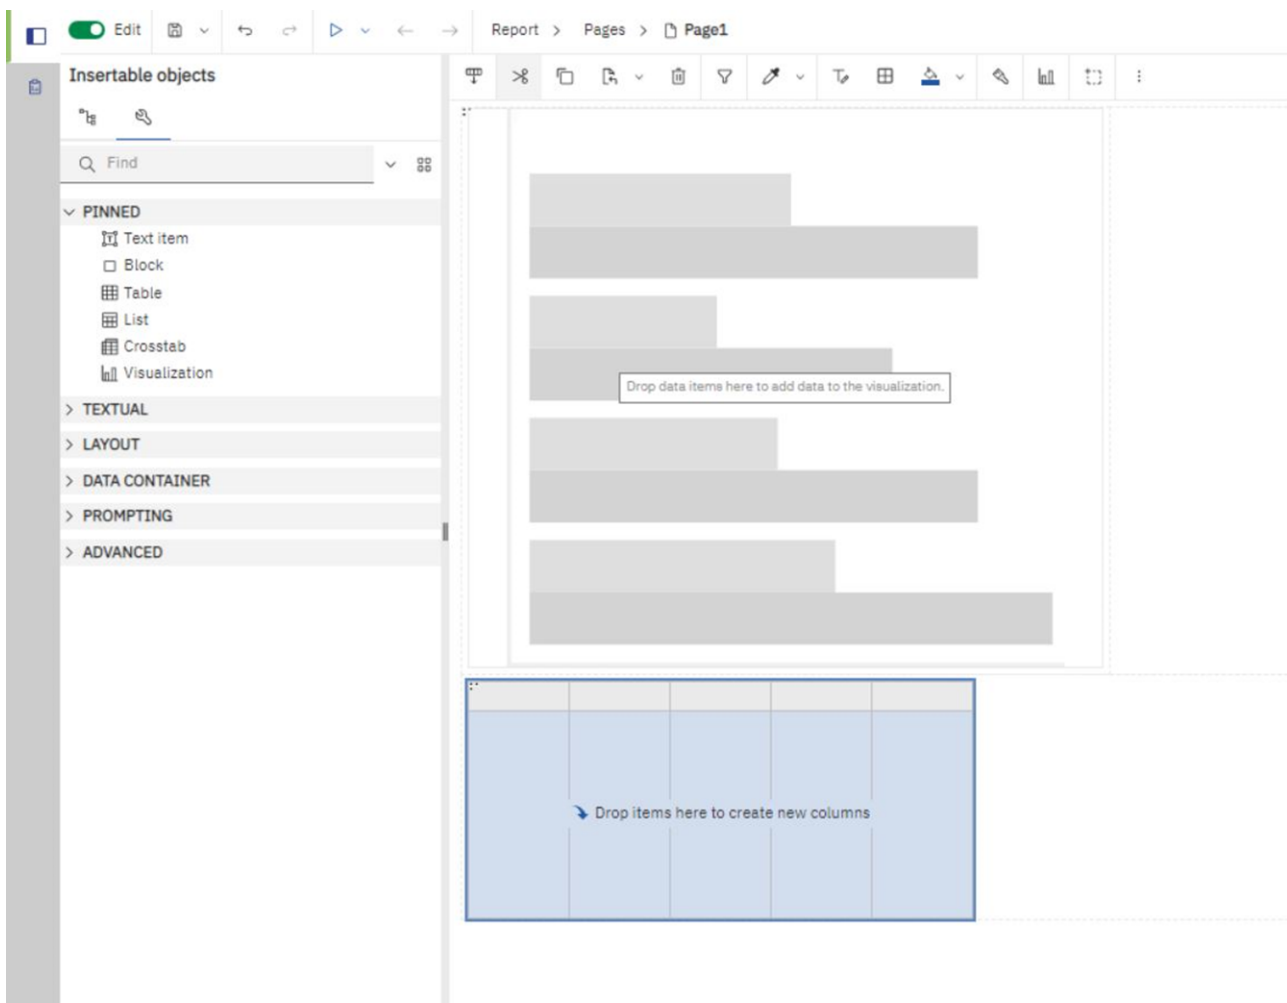 Edit
Report > Pages > Page1
Insertable objects
Find
PINNED
Text item
Block
Table
List
Crosstab
Visualization
TEXTUAL
LAYOUT
DATA CONTAINER
PROMPTING
ADVANCED
Drop data items here to add data to the visualization.
Drop items here to create new columns